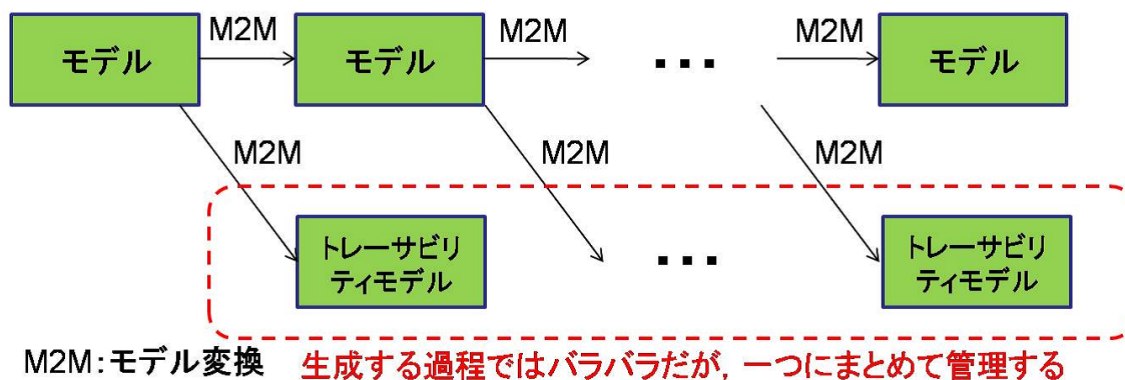 M2M M2M M2M
モデル モデル ・・・ モデル
M2M M2M M2M
トレーサビリ トレーサビリ
ティモデル ・・・ ティモデル
M2M:モデル変換 生成する過程ではバラバラだが, 一つにまとめて管理する